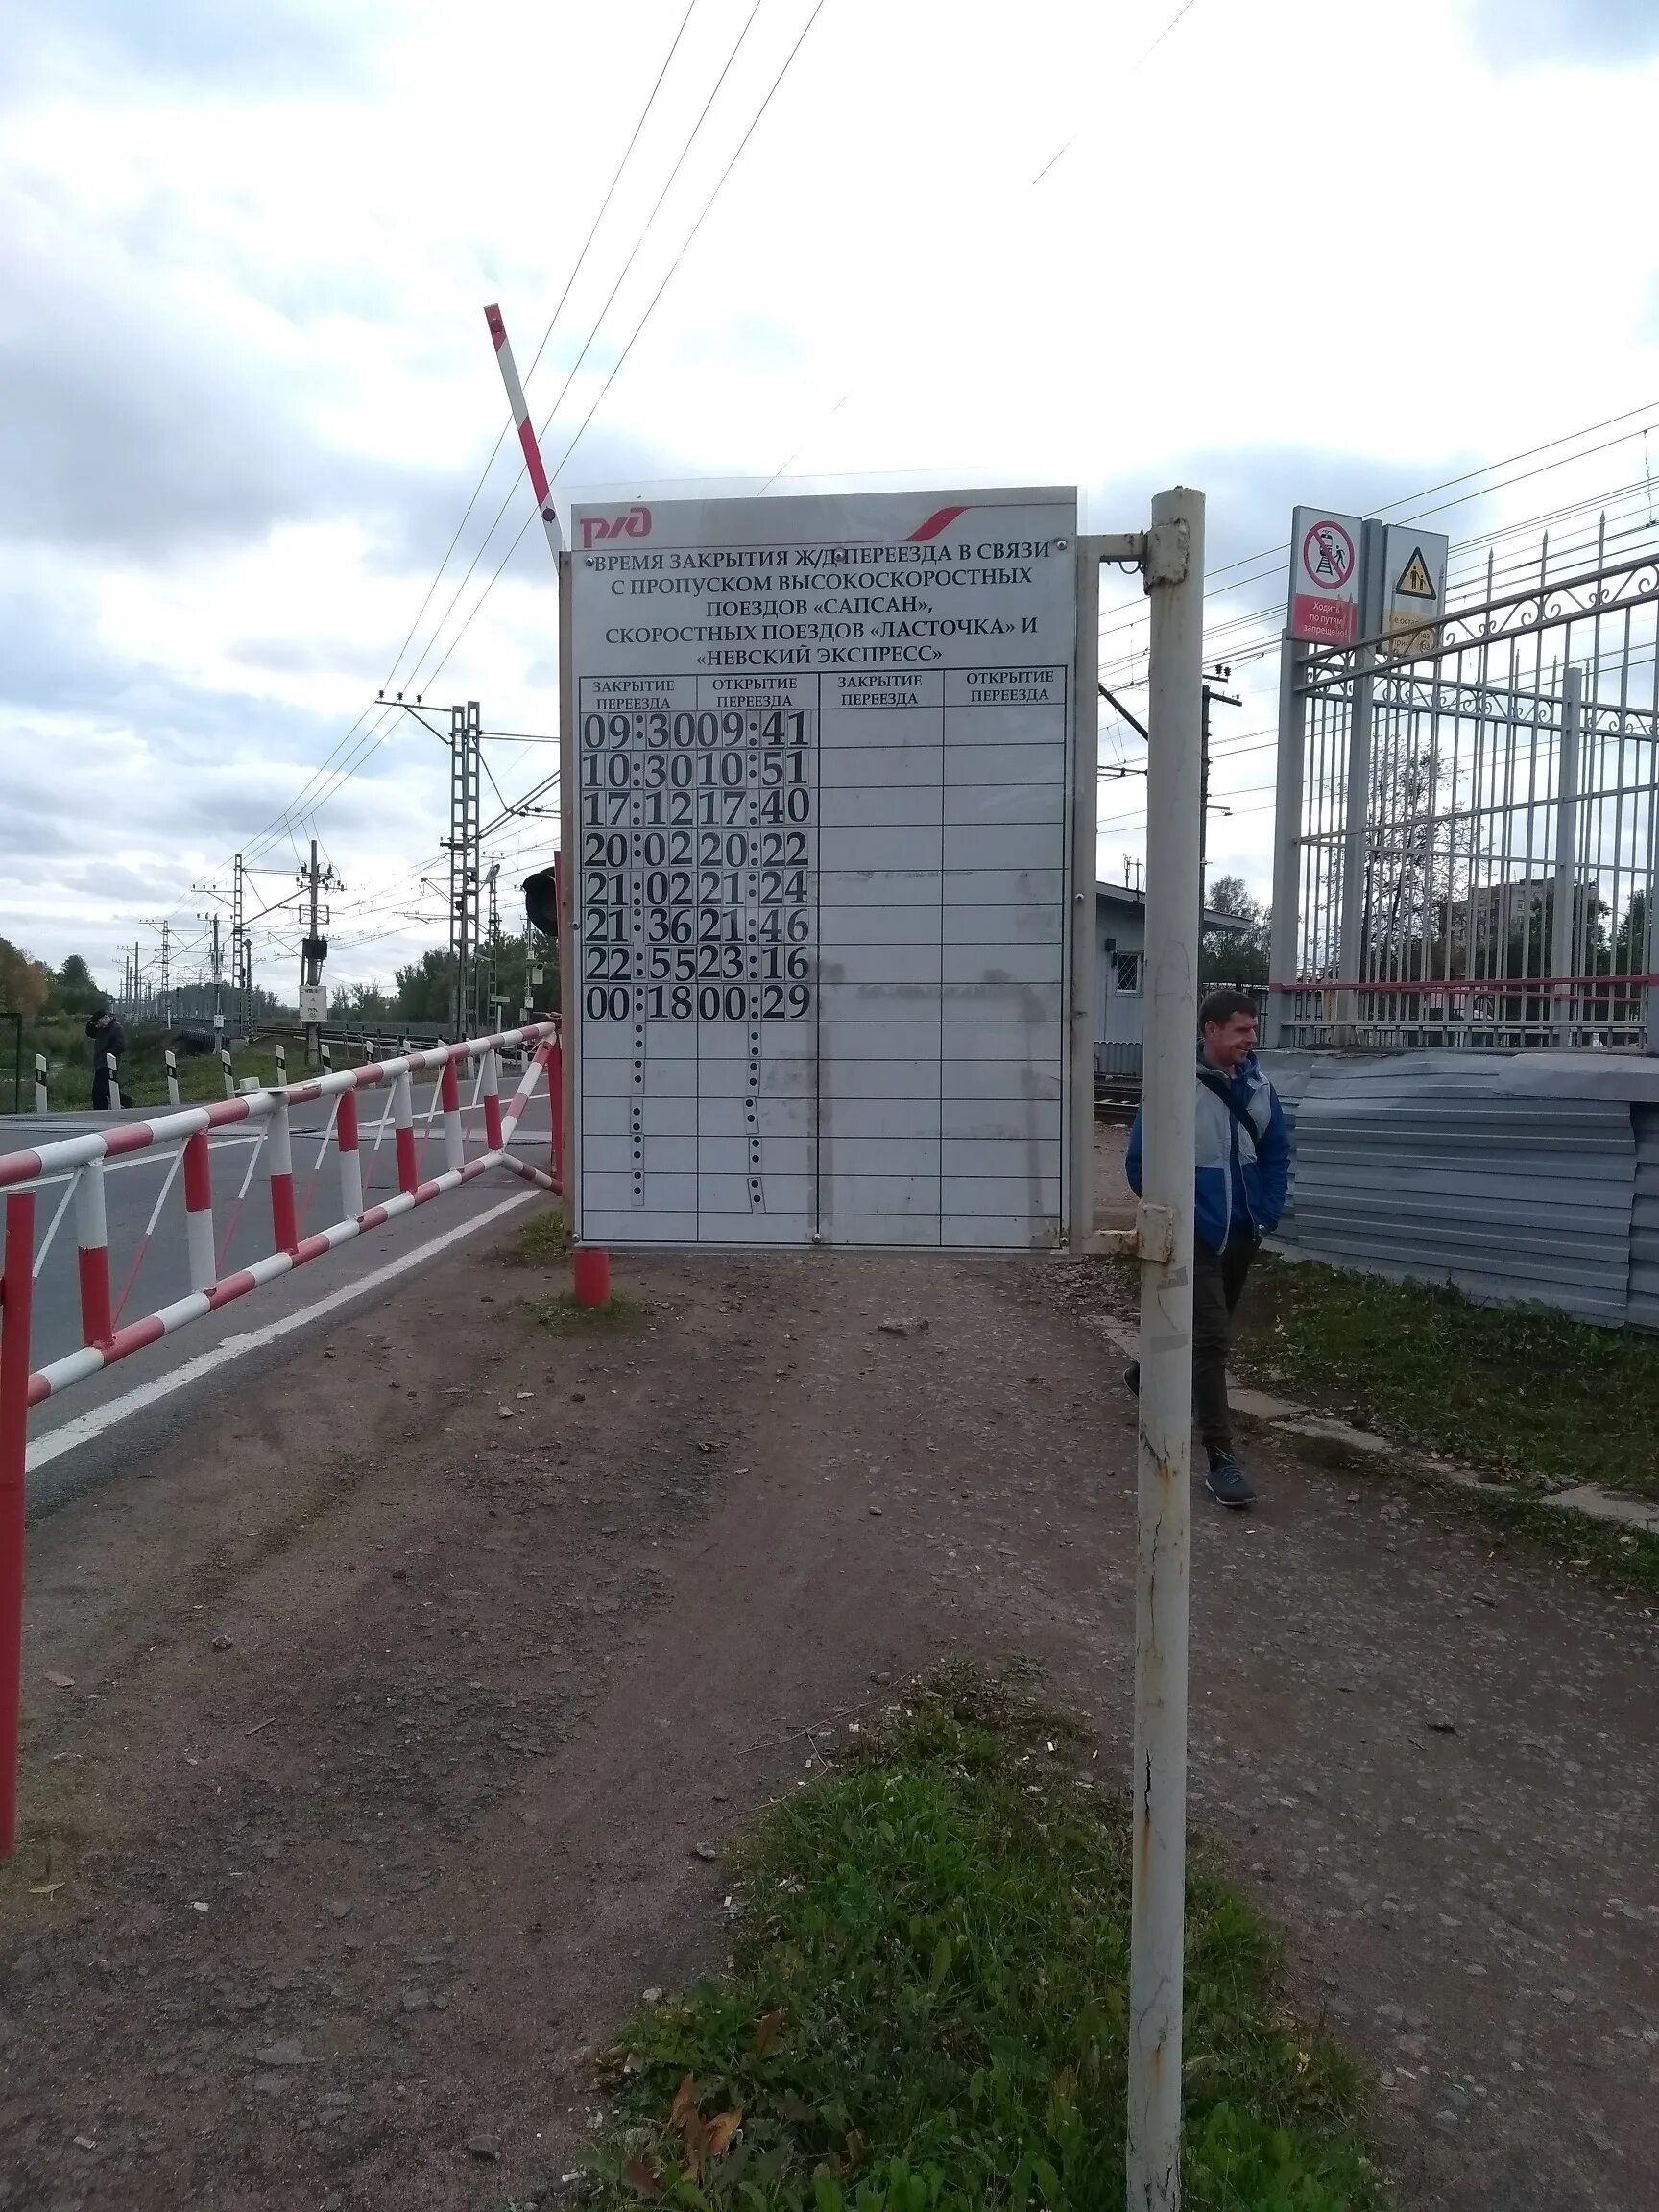 РЖД
ВРЕМЯ ЗАКРЫТИЯ Ж/Д ПЕРЕЕЗДА В СВЯЗИ
С ПРОПУСКОМ ВЫСОКОСКОРОСТНЫХ
ПОЕЗДОВ «САПСАН»,
СКОРОСТНЫХ ПОЕЗДОВ «ЛАСТОЧКА» И
«НЕВСКИЙ ЭКСПРЕСС»
ЗАКРЫТИЕ ОТКРЫТИЕ ЗАКРЫТИЕ ОТКРЫТИЕ
ПЕРЕЕЗДА ПЕРЕЕЗДА ПЕРЕЕЗДА ПЕРЕЕЗДА
09:30 09:41
10:30 10:51
17:12 17:40
20:02 20:22
21:02 21:24
21:36 21:46
22:55 23:16
00:18 00:29
Ходить
по путям
запрещено!